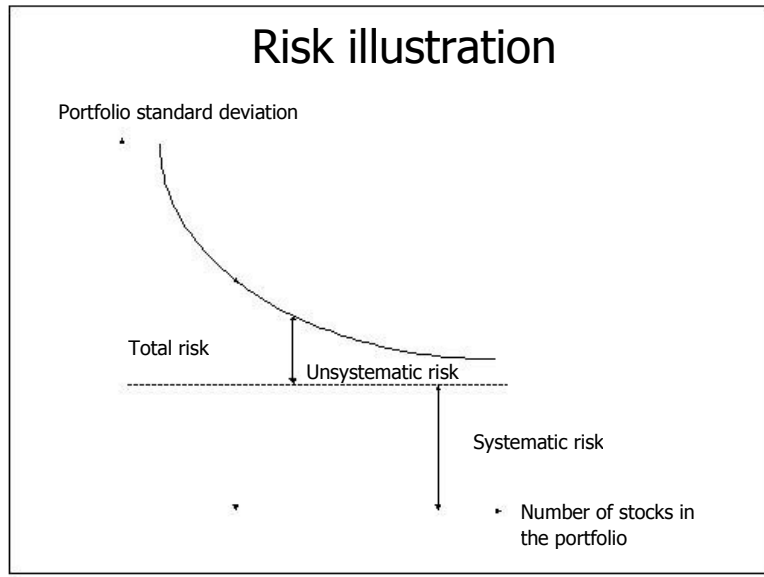 Risk illustration
Portfolio standard deviation
Total risk
Unsystematic risk
Systematic risk
Number of stocks in
the portfolio